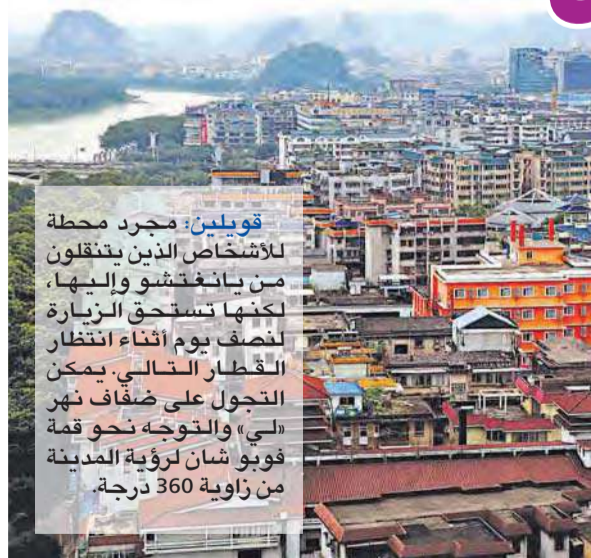 قويلين: مجرد محطة
للأشخاص الذين يتنقلون
من يانغتشو وإليها،
لكنها تستحق الزيارة
لنصف يوم أثناء انتظار
القطار التالي. يمكن
التجول على ضفاف نهر
«لي» والتوجه نحو قمة
فوبو شان لرؤية المدينة
من زاوية 360 درجة.